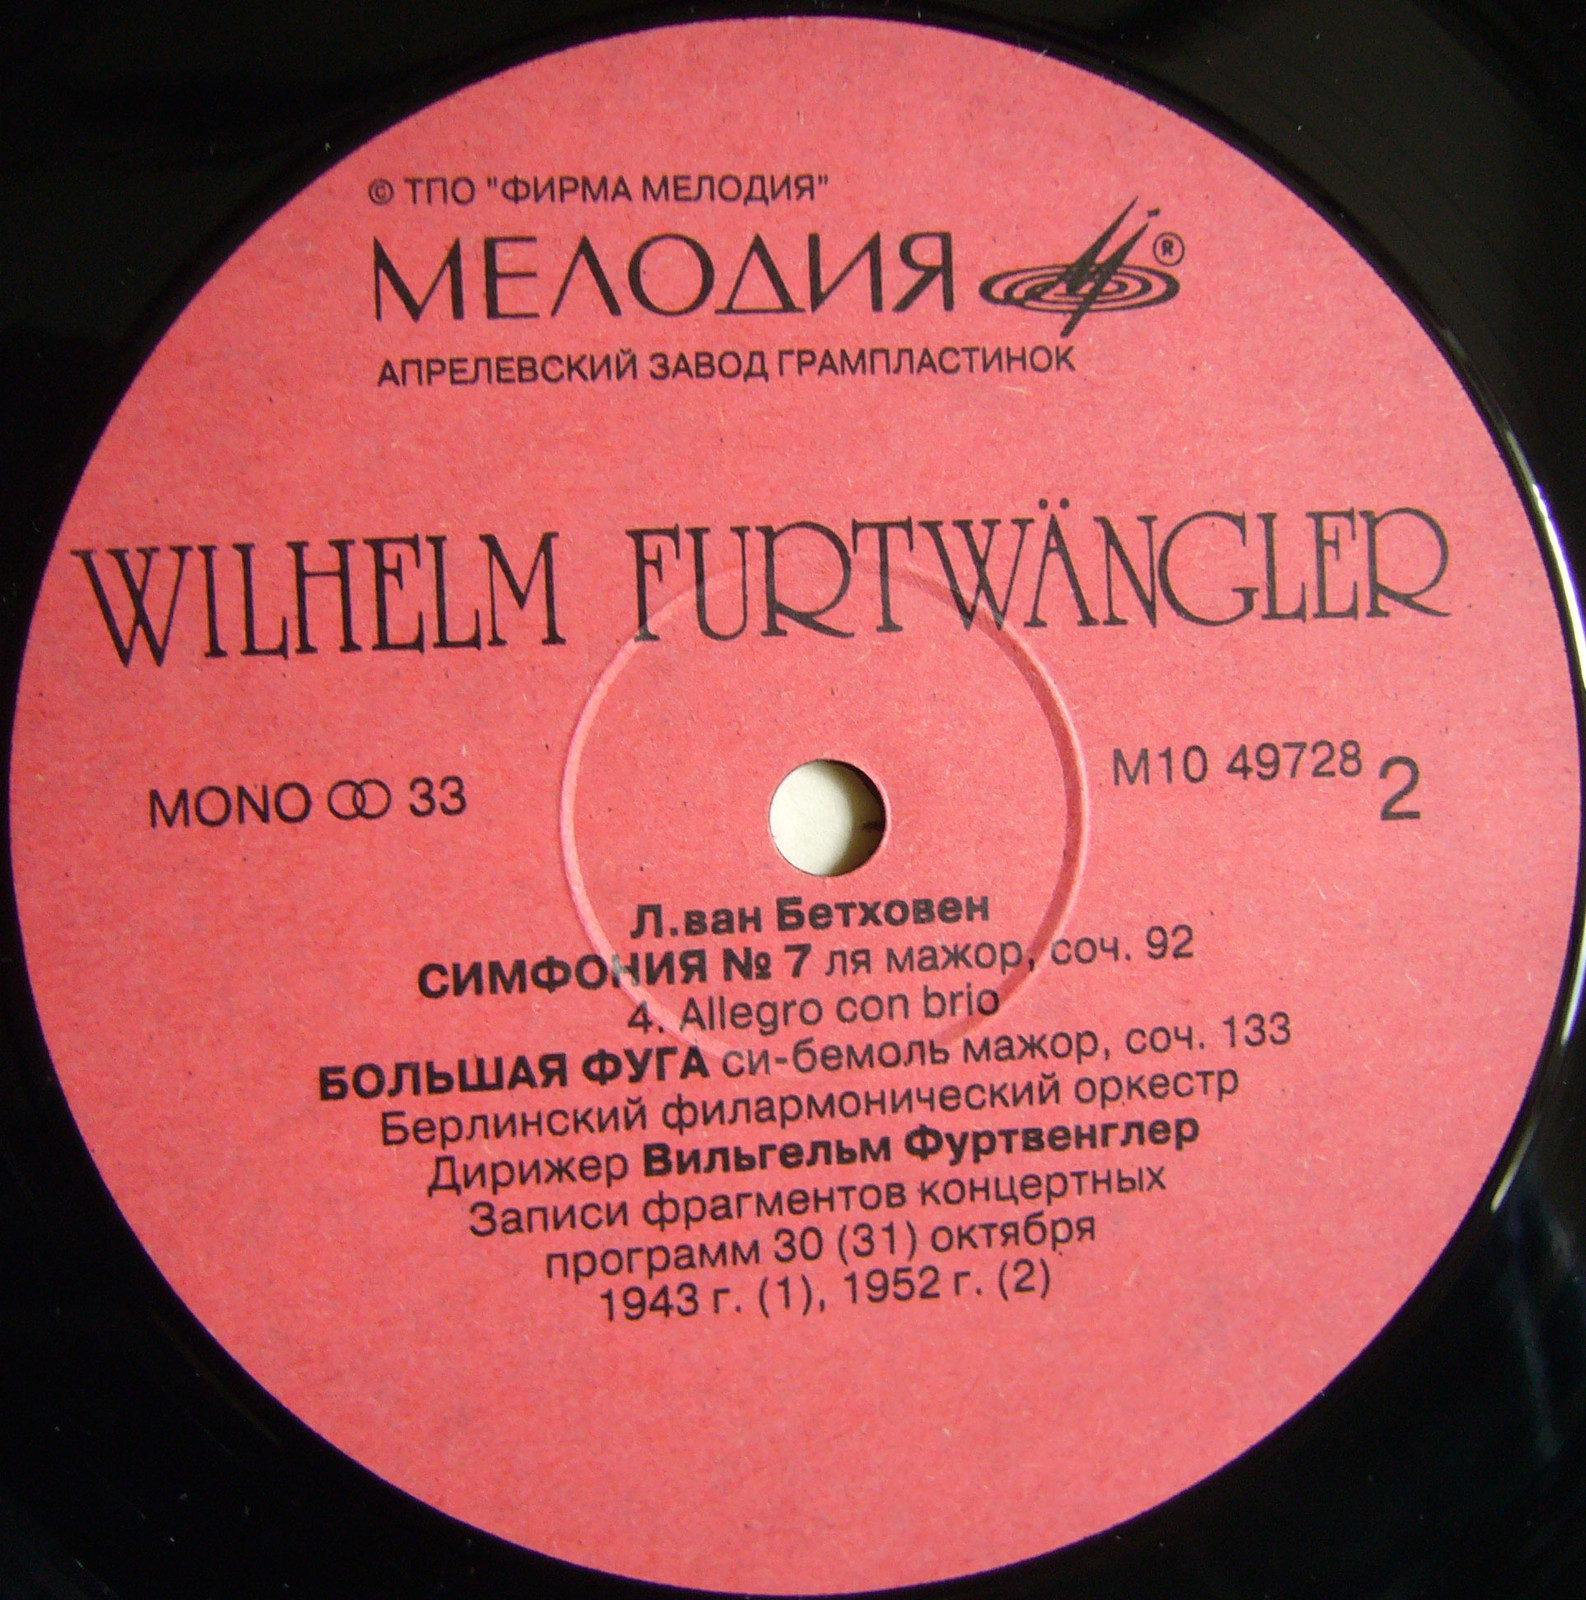 © ТПО "ФИРМА МЕЛОДИЯ"
МЕЛОДИЯ ®
АПРЕЛЕВСКИЙ ЗАВОД ГРАМПЛАСТИНОК
WILHELM FURTWÄNGLER
MONO 33
М10 49728 2
Л.ван Бетховен
СИМФОНИЯ № 7 ля мажор, соч. 92
4. Allegro con brio
БОЛЬШАЯ ФУГА си-бемоль мажор, соч. 133
Берлинский филармонический оркестр
Дирижер Вильгельм Фуртвенглер
Записи фрагментов концертных
программ 30 (31) октября
1943 г. (1), 1952 г. (2)